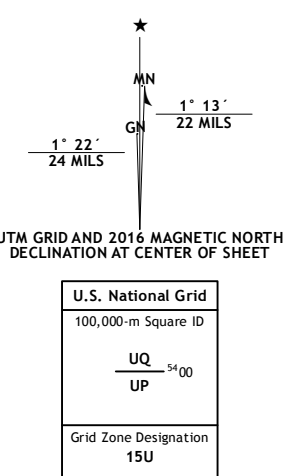 ★
MN
1° 13´
22 MILS
GN
1° 22´
24 MILS
UTM GRID AND 2016 MAGNETIC NORTH
DECLINATION AT CENTER OF SHEET
U.S. National Grid
100,000-m Square ID
UQ
5400
UP
Grid Zone Designation
15U